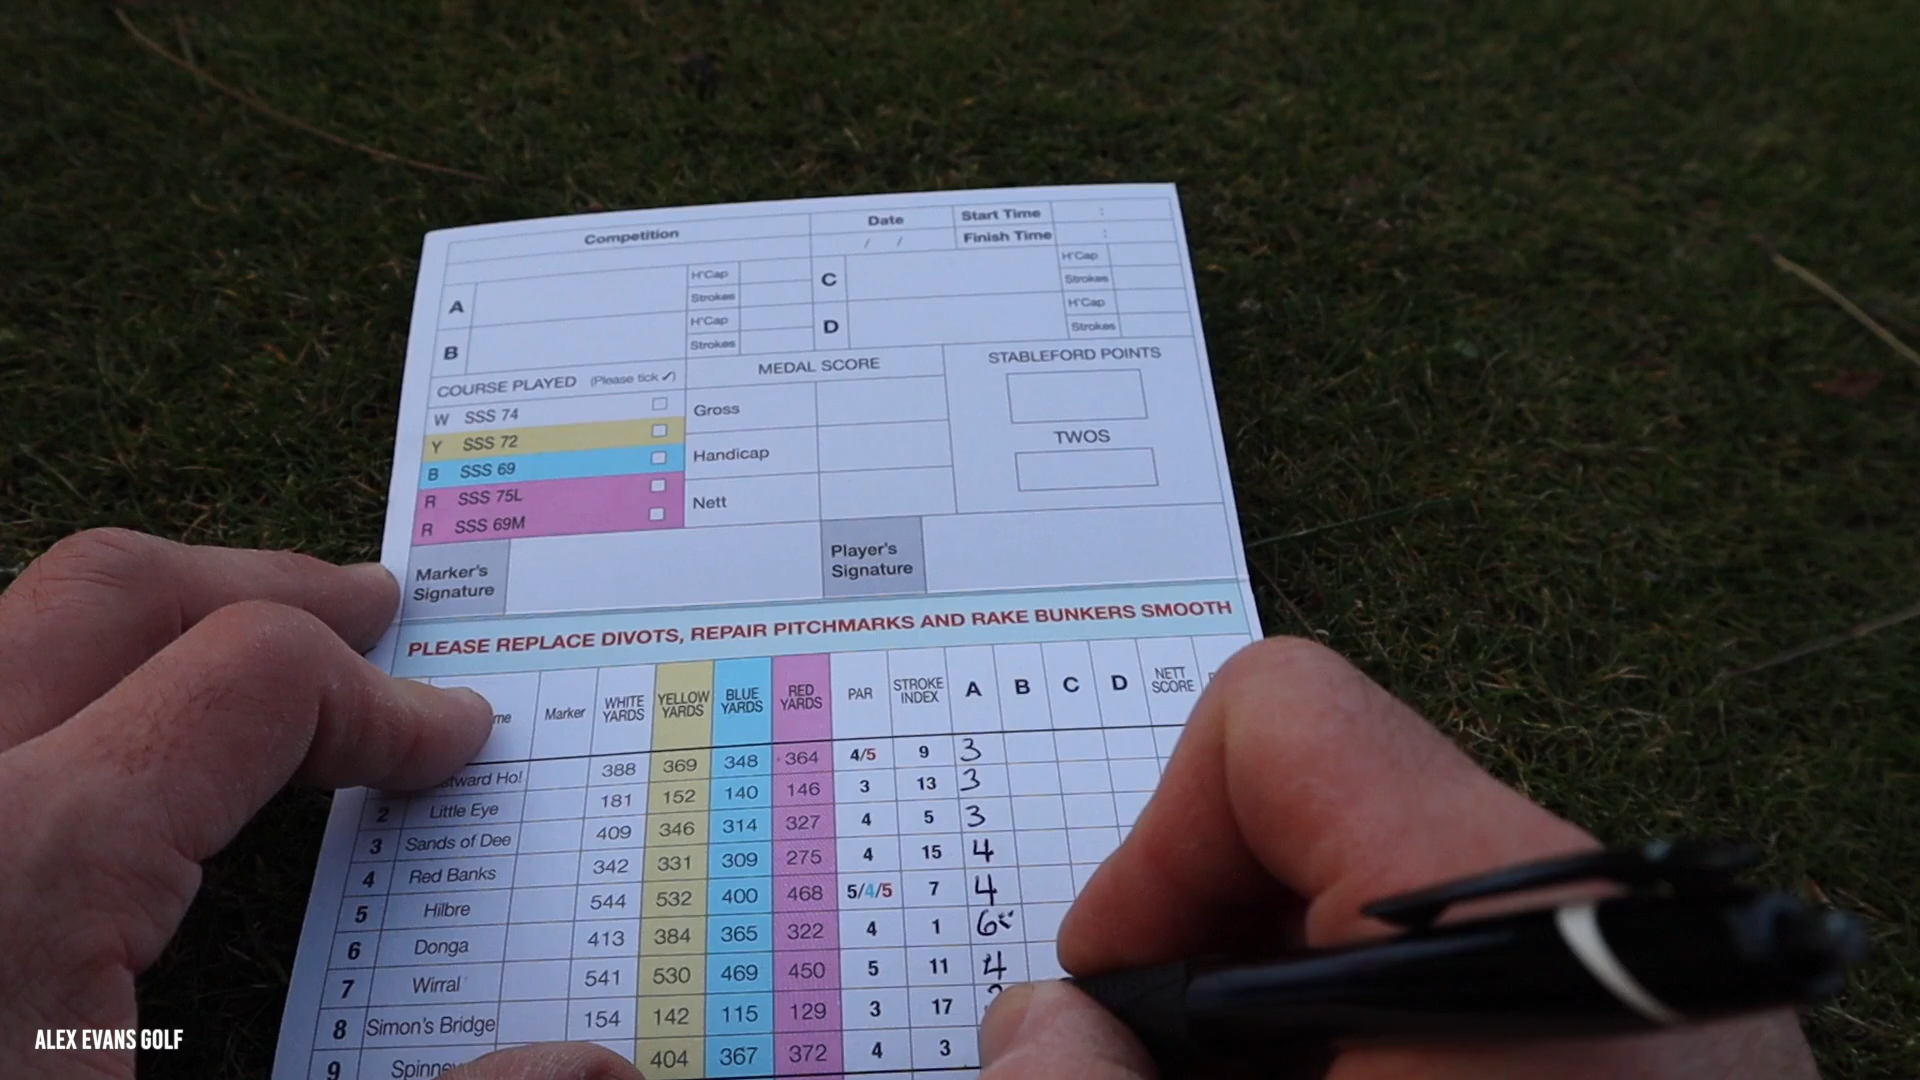 Competition Date Start Time :
/ / Finish Time :
A H'Cap C H'Cap
Strokes Strokes
B H'Cap D H'Cap
Strokes Strokes
COURSE PLAYED (Please tick ✓) MEDAL SCORE STABLEFORD POINTS
W SSS 74 Gross
Y SSS 72 TWOS
B SSS 69 Handicap
R SSS 75L
R SSS 69M Nett
Marker's Signature Player's Signature
PLEASE REPLACE DIVOTS, REPAIR PITCHMARKS AND RAKE BUNKERS SMOOTH
Marker WHITE YARDS YELLOW YARDS BLUE YARDS RED YARDS PAR STROKE INDEX A B C D NETT SCORE
Ho! 388 369 348 364 4/5 9 3
2 Little Eye 181 152 140 146 3 13 3
3 Sands of Dee 409 346 314 327 4 5 3
4 Red Banks 342 331 309 275 4 15 4
5 Hilbre 544 532 400 468 5/4/5 7 4
6 Donga 413 384 365 322 4 1 6
7 Wirral 541 530 469 450 5 11 4
8 Simon's Bridge 154 142 115 129 3 17
9 404 367 372 4 3
ALEX EVANS GOLF